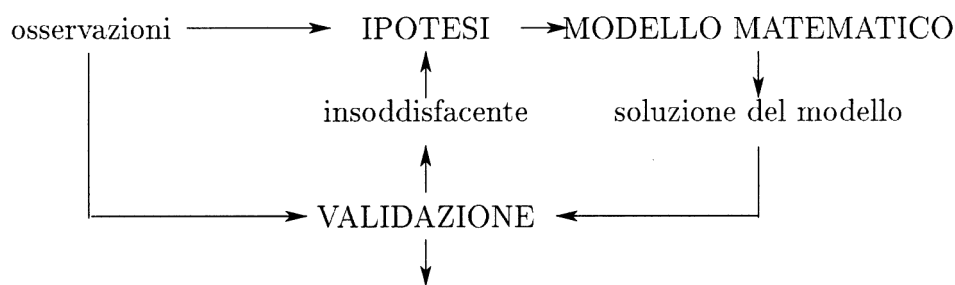 osservazioni IPOTESI MODELLO MATEMATICO
insoddisfacente soluzione del modello
VALIDAZIONE